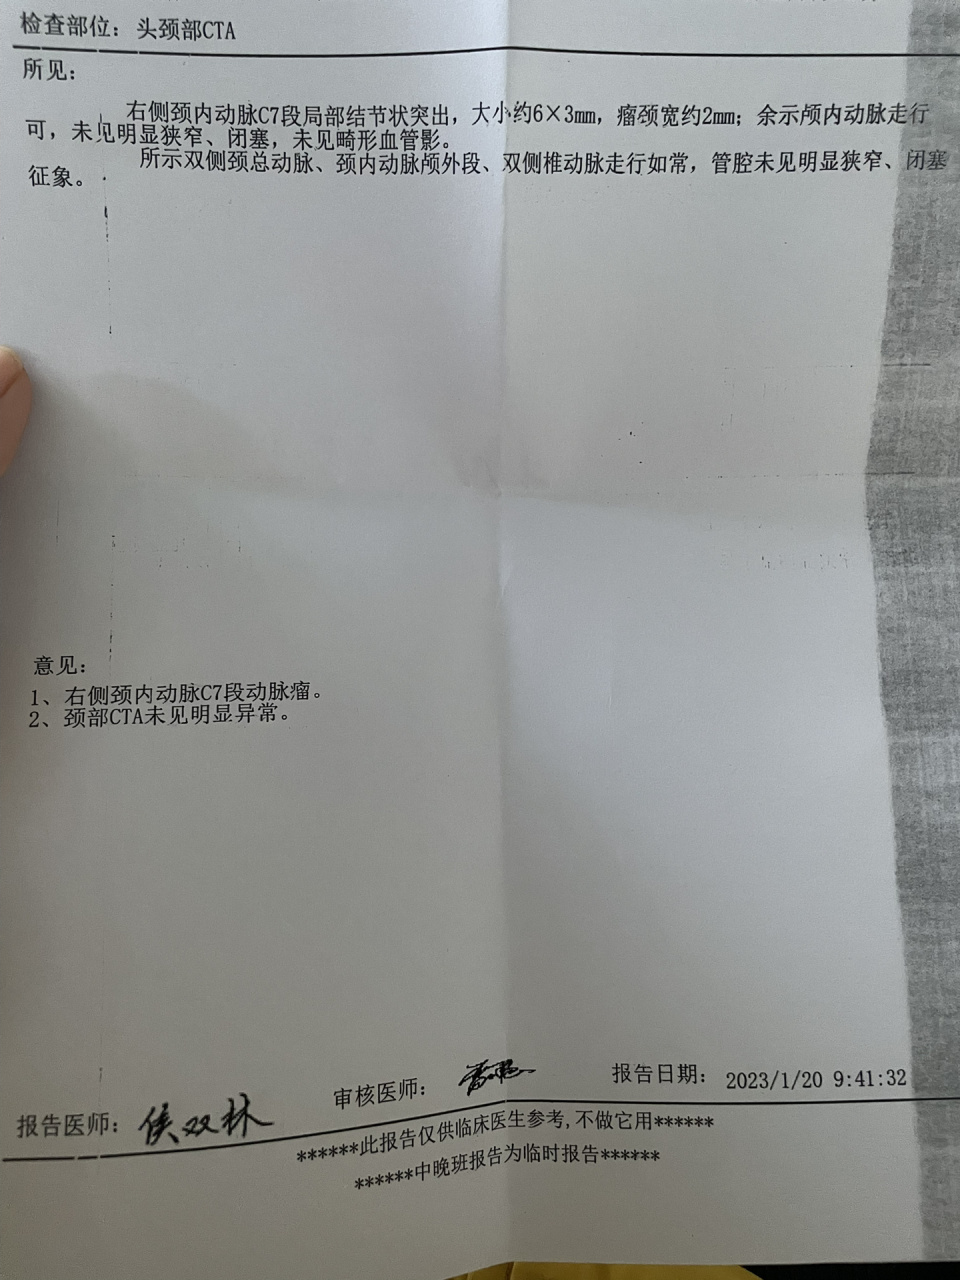 检查部位：头颈部CTA
所见：
右侧颈内动脉C7段局部结节状突出，大小约6×3mm，瘤颈宽约2mm；余示颅内动脉走行
可，未见明显狭窄、闭塞，未见畸形血管影。
所示双侧颈总动脉、颈内动脉颅外段、双侧椎动脉走行如常，管腔未见明显狭窄、闭塞
征象。
意见：
1、右侧颈内动脉C7段动脉瘤。
2、颈部CTA未见明显异常。
报告医师：侯双林 审核医师： 报告日期：2023/1/20 9:41:32
******此报告仅供临床医生参考,不做它用******
******中晚班报告为临时报告******